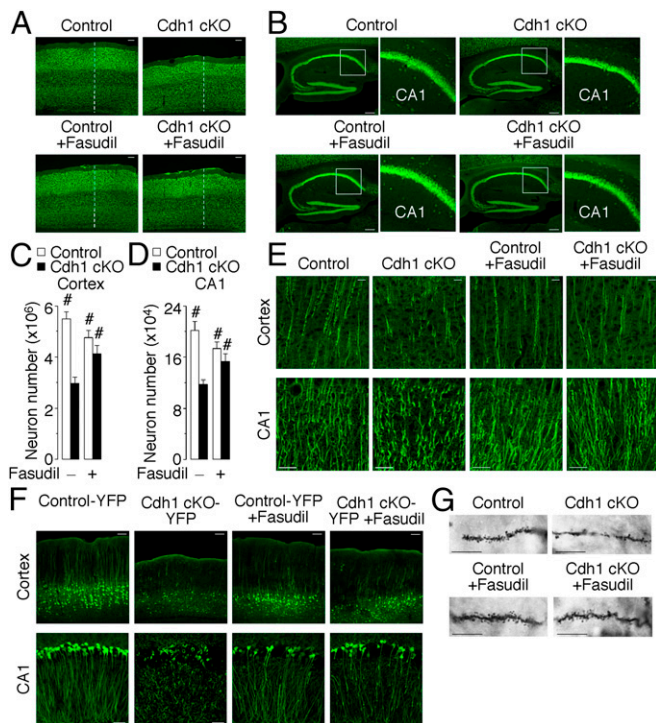 A
Control
Cdh1 cKO
Control
+Fasudil
Cdh1 cKO
+Fasudil
B
Control
Cdh1 cKO
CA1
CA1
Control
+Fasudil
Cdh1 cKO
+Fasudil
CA1
CA1
C
Control
Cdh1 cKO
Cortex
Neuron number (x10⁶)
6
4
2
0
#
#
#
Fasudil
–
+
D
Control
Cdh1 cKO
CA1
Neuron number (x10⁴)
24
18
12
6
0
#
#
#
Fasudil
–
+
E
Control
Cdh1 cKO
Control
+Fasudil
Cdh1 cKO
+Fasudil
Cortex
CA1
F
Control-YFP
Cdh1 cKO-
YFP
Control-YFP
+Fasudil
Cdh1 cKO-
YFP +Fasudil
Cortex
CA1
G
Control
Cdh1 cKO
Control
+Fasudil
Cdh1 cKO
+Fasudil